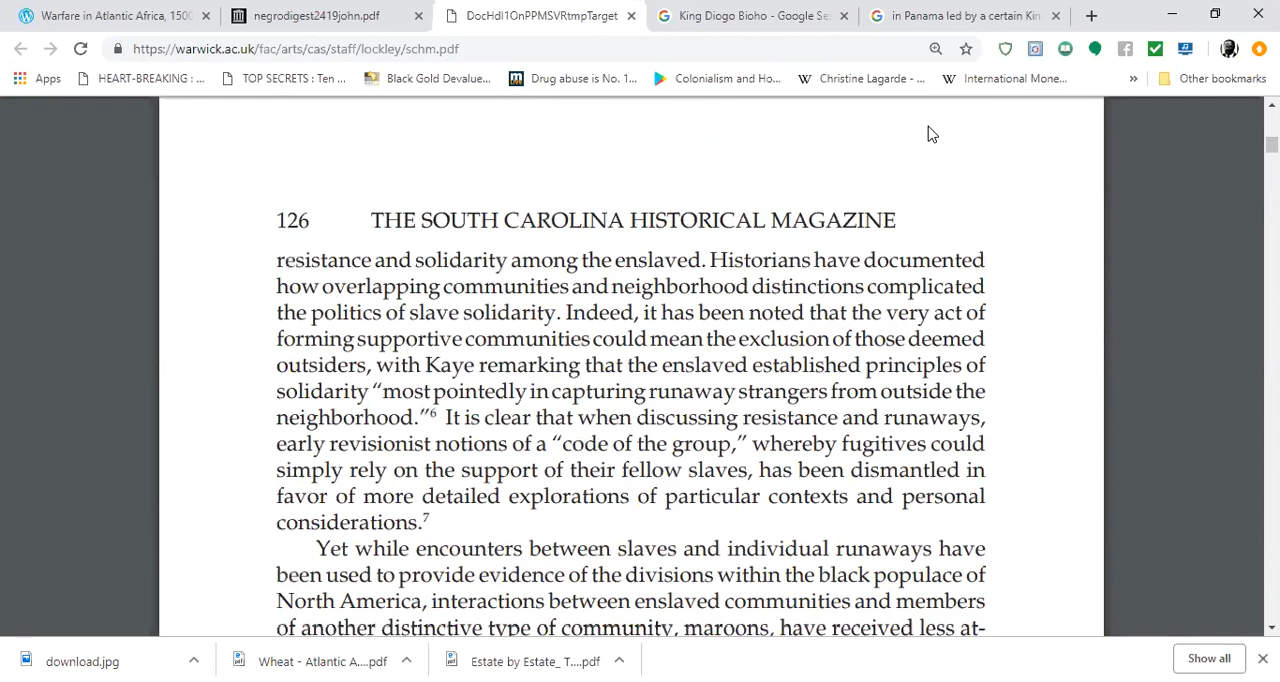 Warfare in Atlantic Africa, 1500
negrodigest2419john.pdf
DocHdl1OnPPMSVRtmpTarget
King Diogo Bioho - Google Se
in Panama led by a certain Kin
https://warwick.ac.uk/fac/arts/cas/staff/lockley/schm.pdf
Apps
HEART-BREAKING : ...
TOP SECRETS : Ten ...
Black Gold Devalue...
Drug abuse is No. 1...
Colonialism and Ho...
Christine Lagarde - ...
International Mone...
»
Other bookmarks
126 THE SOUTH CAROLINA HISTORICAL MAGAZINE
resistance and solidarity among the enslaved. Historians have documented
how overlapping communities and neighborhood distinctions complicated
the politics of slave solidarity. Indeed, it has been noted that the very act of
forming supportive communities could mean the exclusion of those deemed
outsiders, with Kaye remarking that the enslaved established principles of
solidarity “most pointedly in capturing runaway strangers from outside the
neighborhood.”6 It is clear that when discussing resistance and runaways,
early revisionist notions of a “code of the group,” whereby fugitives could
simply rely on the support of their fellow slaves, has been dismantled in
favor of more detailed explorations of particular contexts and personal
considerations.7
Yet while encounters between slaves and individual runaways have
been used to provide evidence of the divisions within the black populace of
North America, interactions between enslaved communities and members
of another distinctive type of community, maroons, have received less at-
download.jpg
Wheat - Atlantic A....pdf
Estate by Estate_ T....pdf
Show all